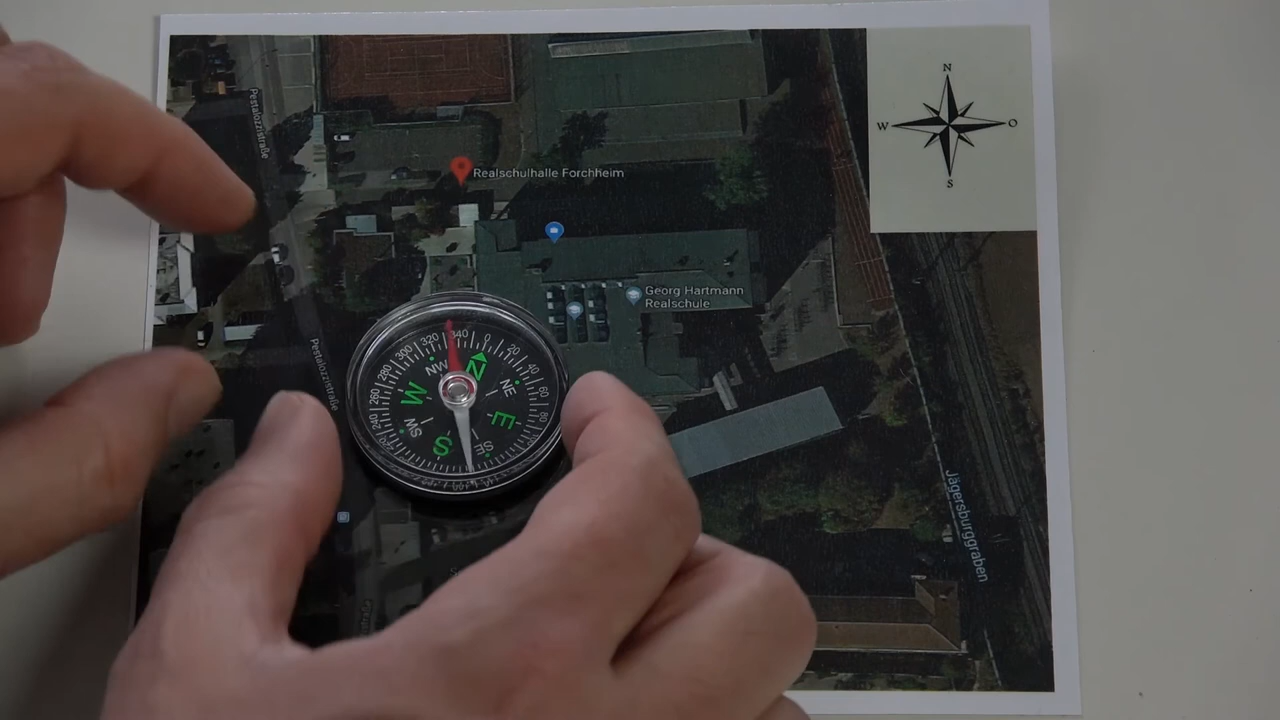 Pestalozzistraße
N
W
O
S
Realschulhalle Forchheim
Georg Hartmann
Realschule
Pestalozzistraße
320 340 0 20 40 60 80
300
280
260
240
N
NW
NE
W
E
SW
SE
S
Jägersburggraben